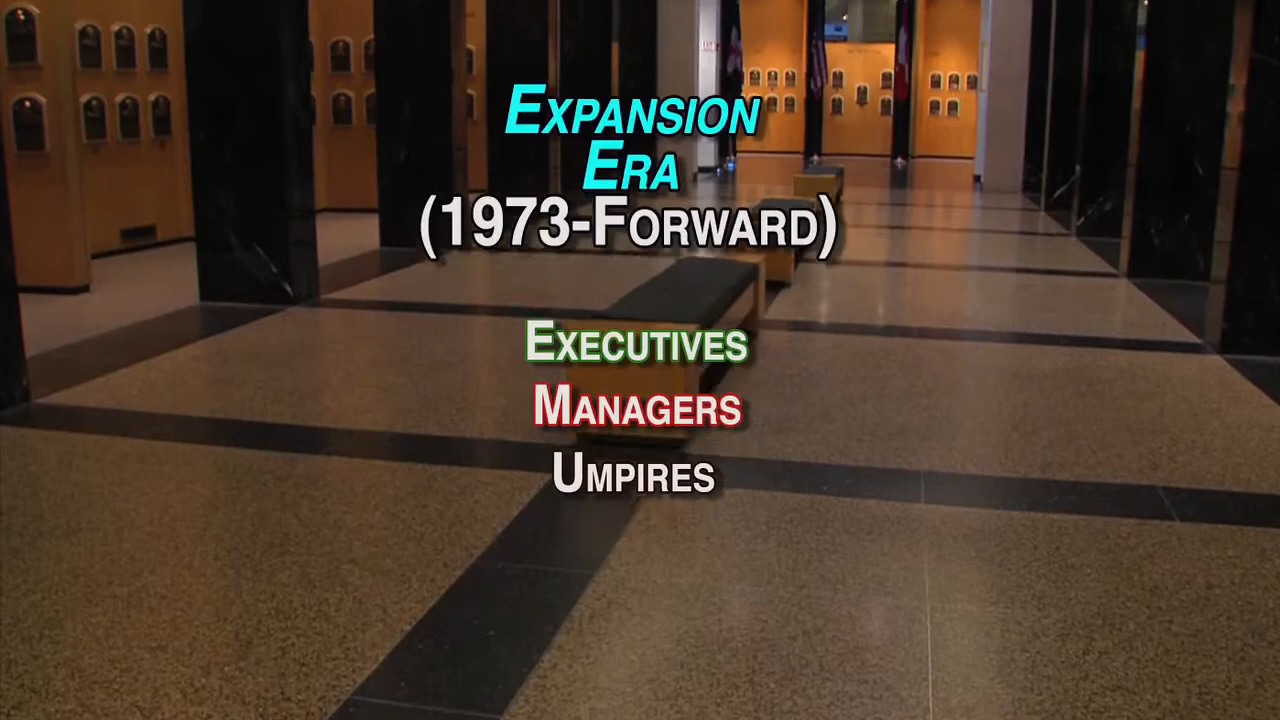 Expansion
Era
(1973-Forward)
Executives
Managers
Umpires